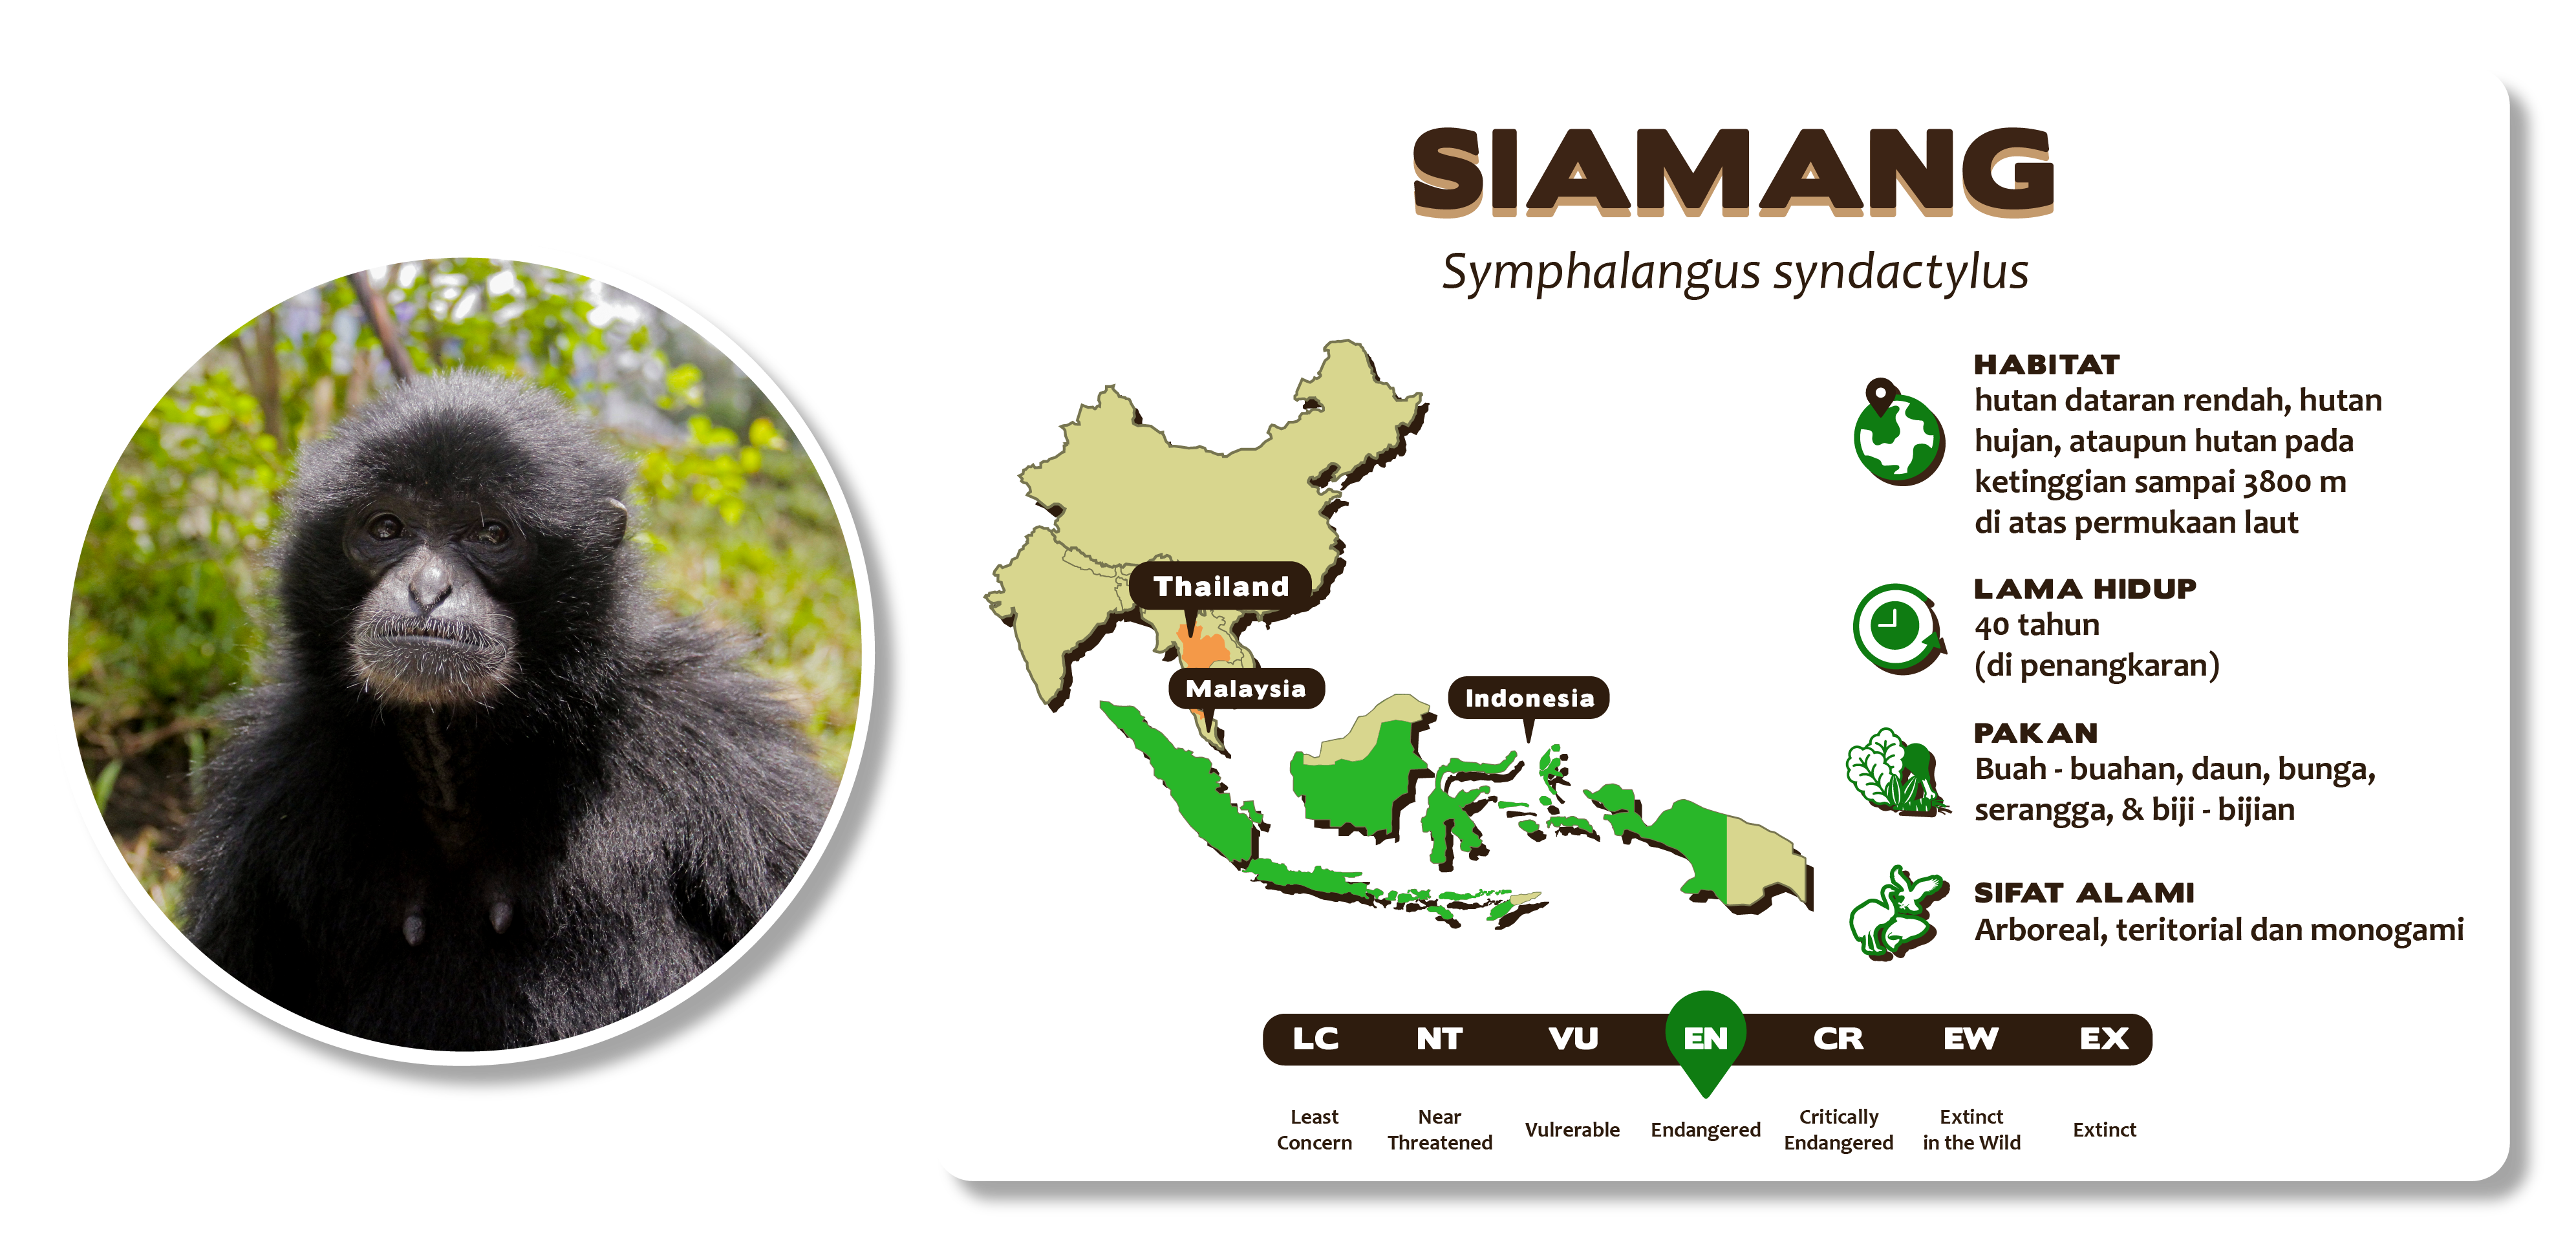 SIAMANG
Symphalangus syndactylus
Thailand
Malaysia
Indonesia
HABITAT
hutan dataran rendah, hutan
hujan, ataupun hutan pada
ketinggian sampai 3800 m
di atas permukaan laut
LAMA HIDUP
40 tahun
(di penangkaran)
PAKAN
Buah - buahan, daun, bunga,
serangga, & biji - bijian
SIFAT ALAMI
Arboreal, teritorial dan monogami
LC NT VU EN CR EW EX
Least Concern
Near Threatened
Vulrerable
Endangered
Critically Endangered
Extinct in the Wild
Extinct